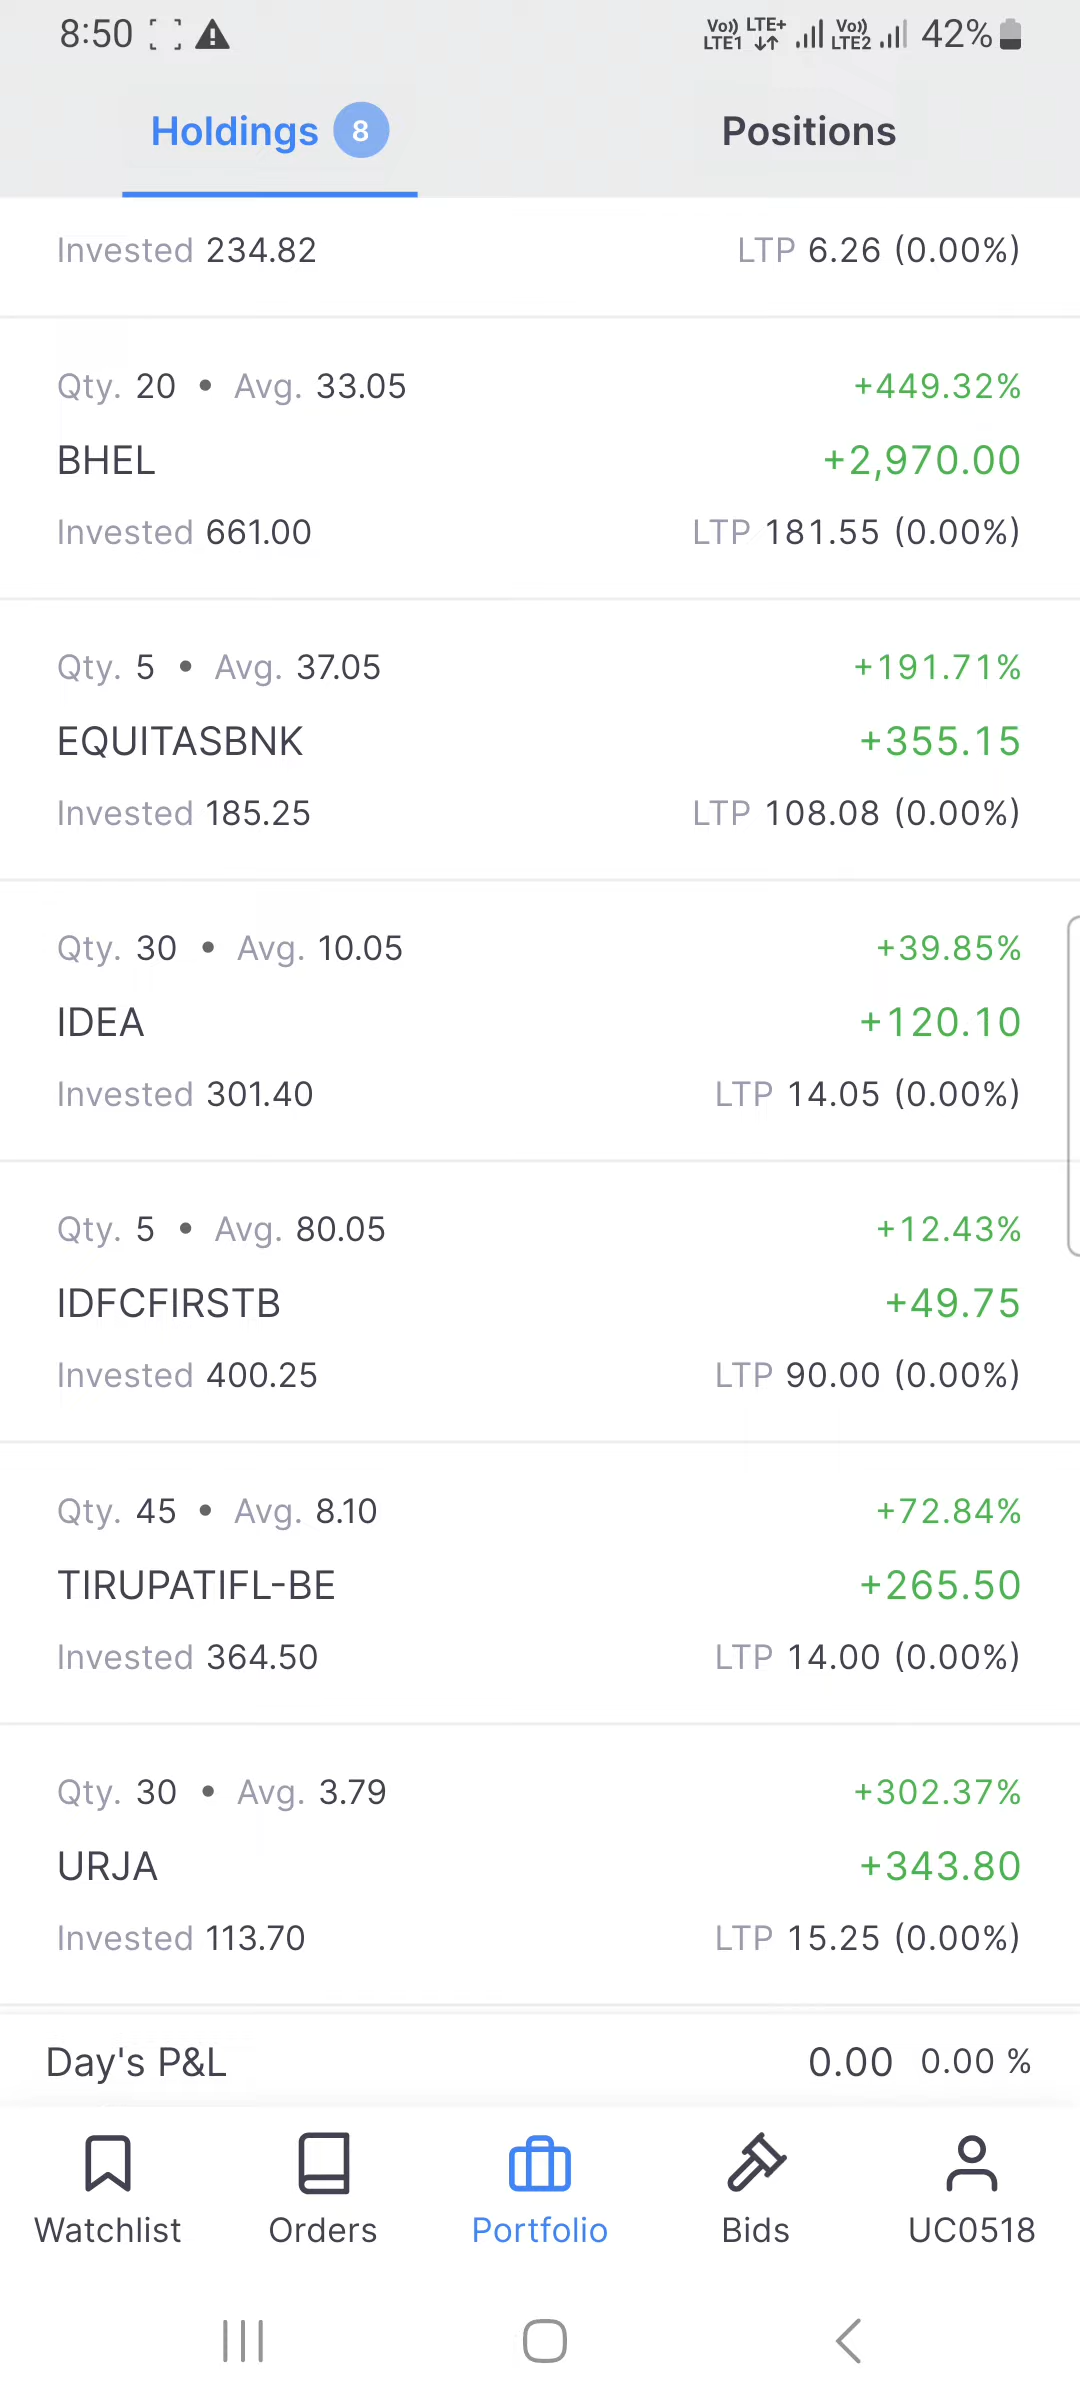 8:50 Vo)) LTE1 LTE+ Vo)) LTE2 42%
Holdings 8 Positions
Invested 234.82 LTP 6.26 (0.00%)
Qty. 20 • Avg. 33.05 +449.32%
BHEL +2,970.00
Invested 661.00 LTP 181.55 (0.00%)
Qty. 5 • Avg. 37.05 +191.71%
EQUITASBNK +355.15
Invested 185.25 LTP 108.08 (0.00%)
Qty. 30 • Avg. 10.05 +39.85%
IDEA +120.10
Invested 301.40 LTP 14.05 (0.00%)
Qty. 5 • Avg. 80.05 +12.43%
IDFCFIRSTB +49.75
Invested 400.25 LTP 90.00 (0.00%)
Qty. 45 • Avg. 8.10 +72.84%
TIRUPATIFL-BE +265.50
Invested 364.50 LTP 14.00 (0.00%)
Qty. 30 • Avg. 3.79 +302.37%
URJA +343.80
Invested 113.70 LTP 15.25 (0.00%)
Day's P&L 0.00 0.00 %
Watchlist Orders Portfolio Bids UC0518